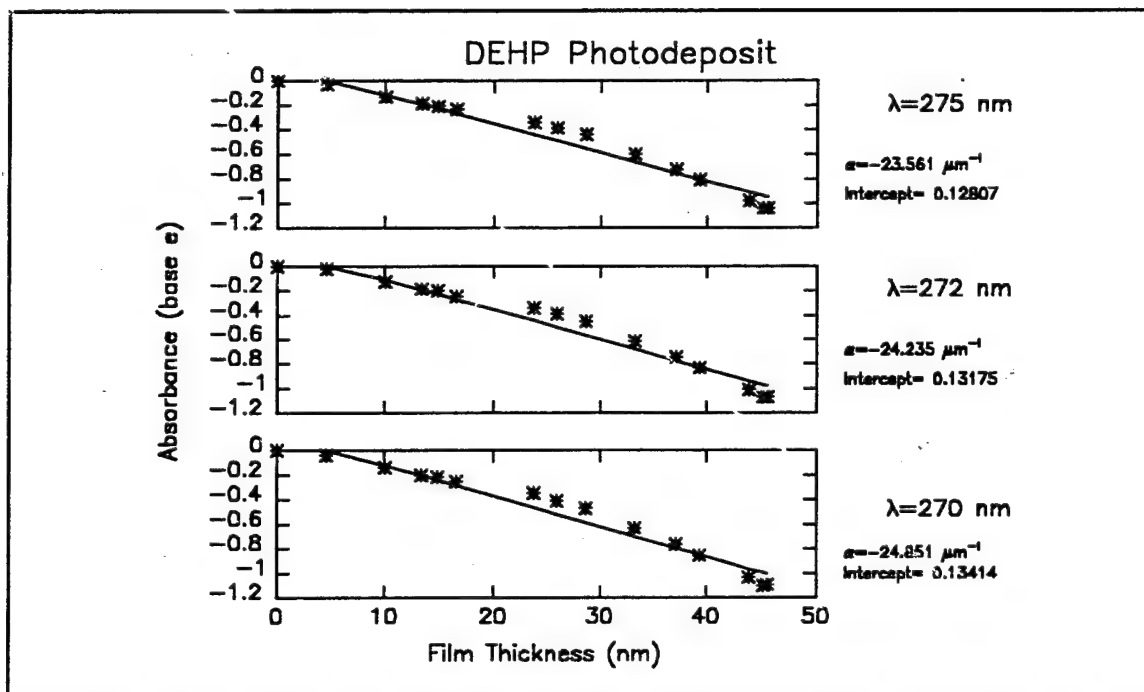 DEHP Photodeposit
0
-0.2
-0.4
-0.6
-0.8
-1
-1.2
λ=275 nm
α=-23.561 μm⁻¹
Intercept= 0.12807
0
-0.2
-0.4
-0.6
-0.8
-1
-1.2
λ=272 nm
α=-24.235 μm⁻¹
Intercept= 0.13175
0
-0.2
-0.4
-0.6
-0.8
-1
-1.2
λ=270 nm
α=-24.851 μm⁻¹
Intercept= 0.13414
0 10 20 30 40 50
Film Thickness (nm)
Absorbance (base e)